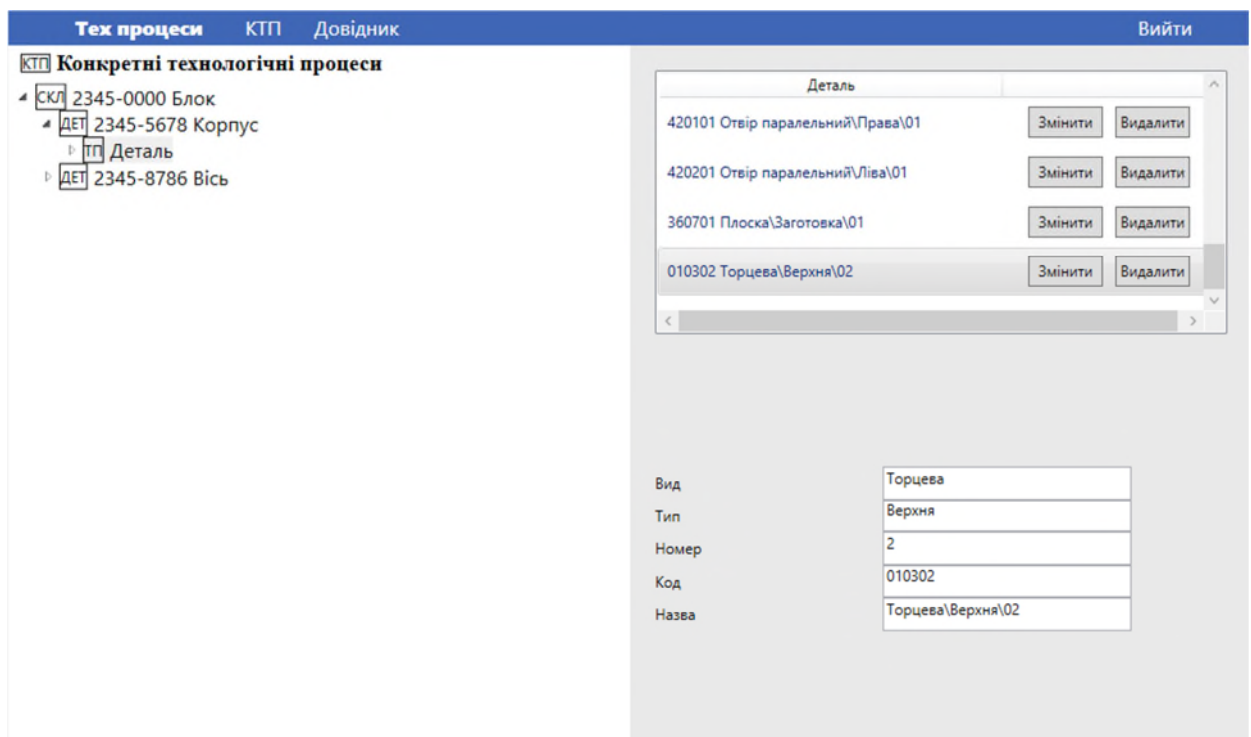 Тех процеси КТП Довідник Вийти
КТП Конкретні технологічні процеси
СКЛ 2345-0000 Блок
ДЕТ 2345-5678 Корпус
ТП Деталь
ДЕТ 2345-8786 Вісь
Деталь
420101 Отвір паралельний\Права\01 Змінити Видалити
420201 Отвір паралельний\Ліва\01 Змінити Видалити
360701 Плоска\Заготовка\01 Змінити Видалити
010302 Торцева\Верхня\02 Змінити Видалити
Вид Торцева
Тип Верхня
Номер 2
Код 010302
Назва Торцева\Верхня\02